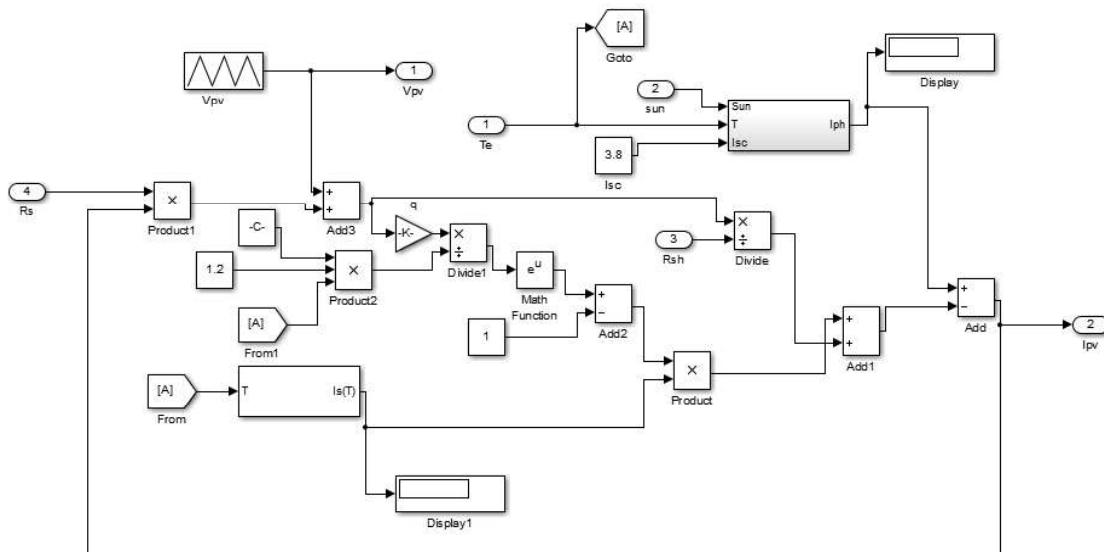 [A]
Goto
Display
1
Vpv
Vpv
2
sun
1
Te
Sun
T
Isc
Iph
3.8
Isc
4
Rs
×
Product1
+
+
Add3
q
-K-
-C-
1.2
×
Product2
×
÷
Divide1
e^u
Math
Function
3
Rsh
×
÷
Divide
+
−
Add
2
Ipv
[A]
From1
1
+
−
Add2
+
+
Add1
×
Product
[A]
From
T
Is(T)
Display1